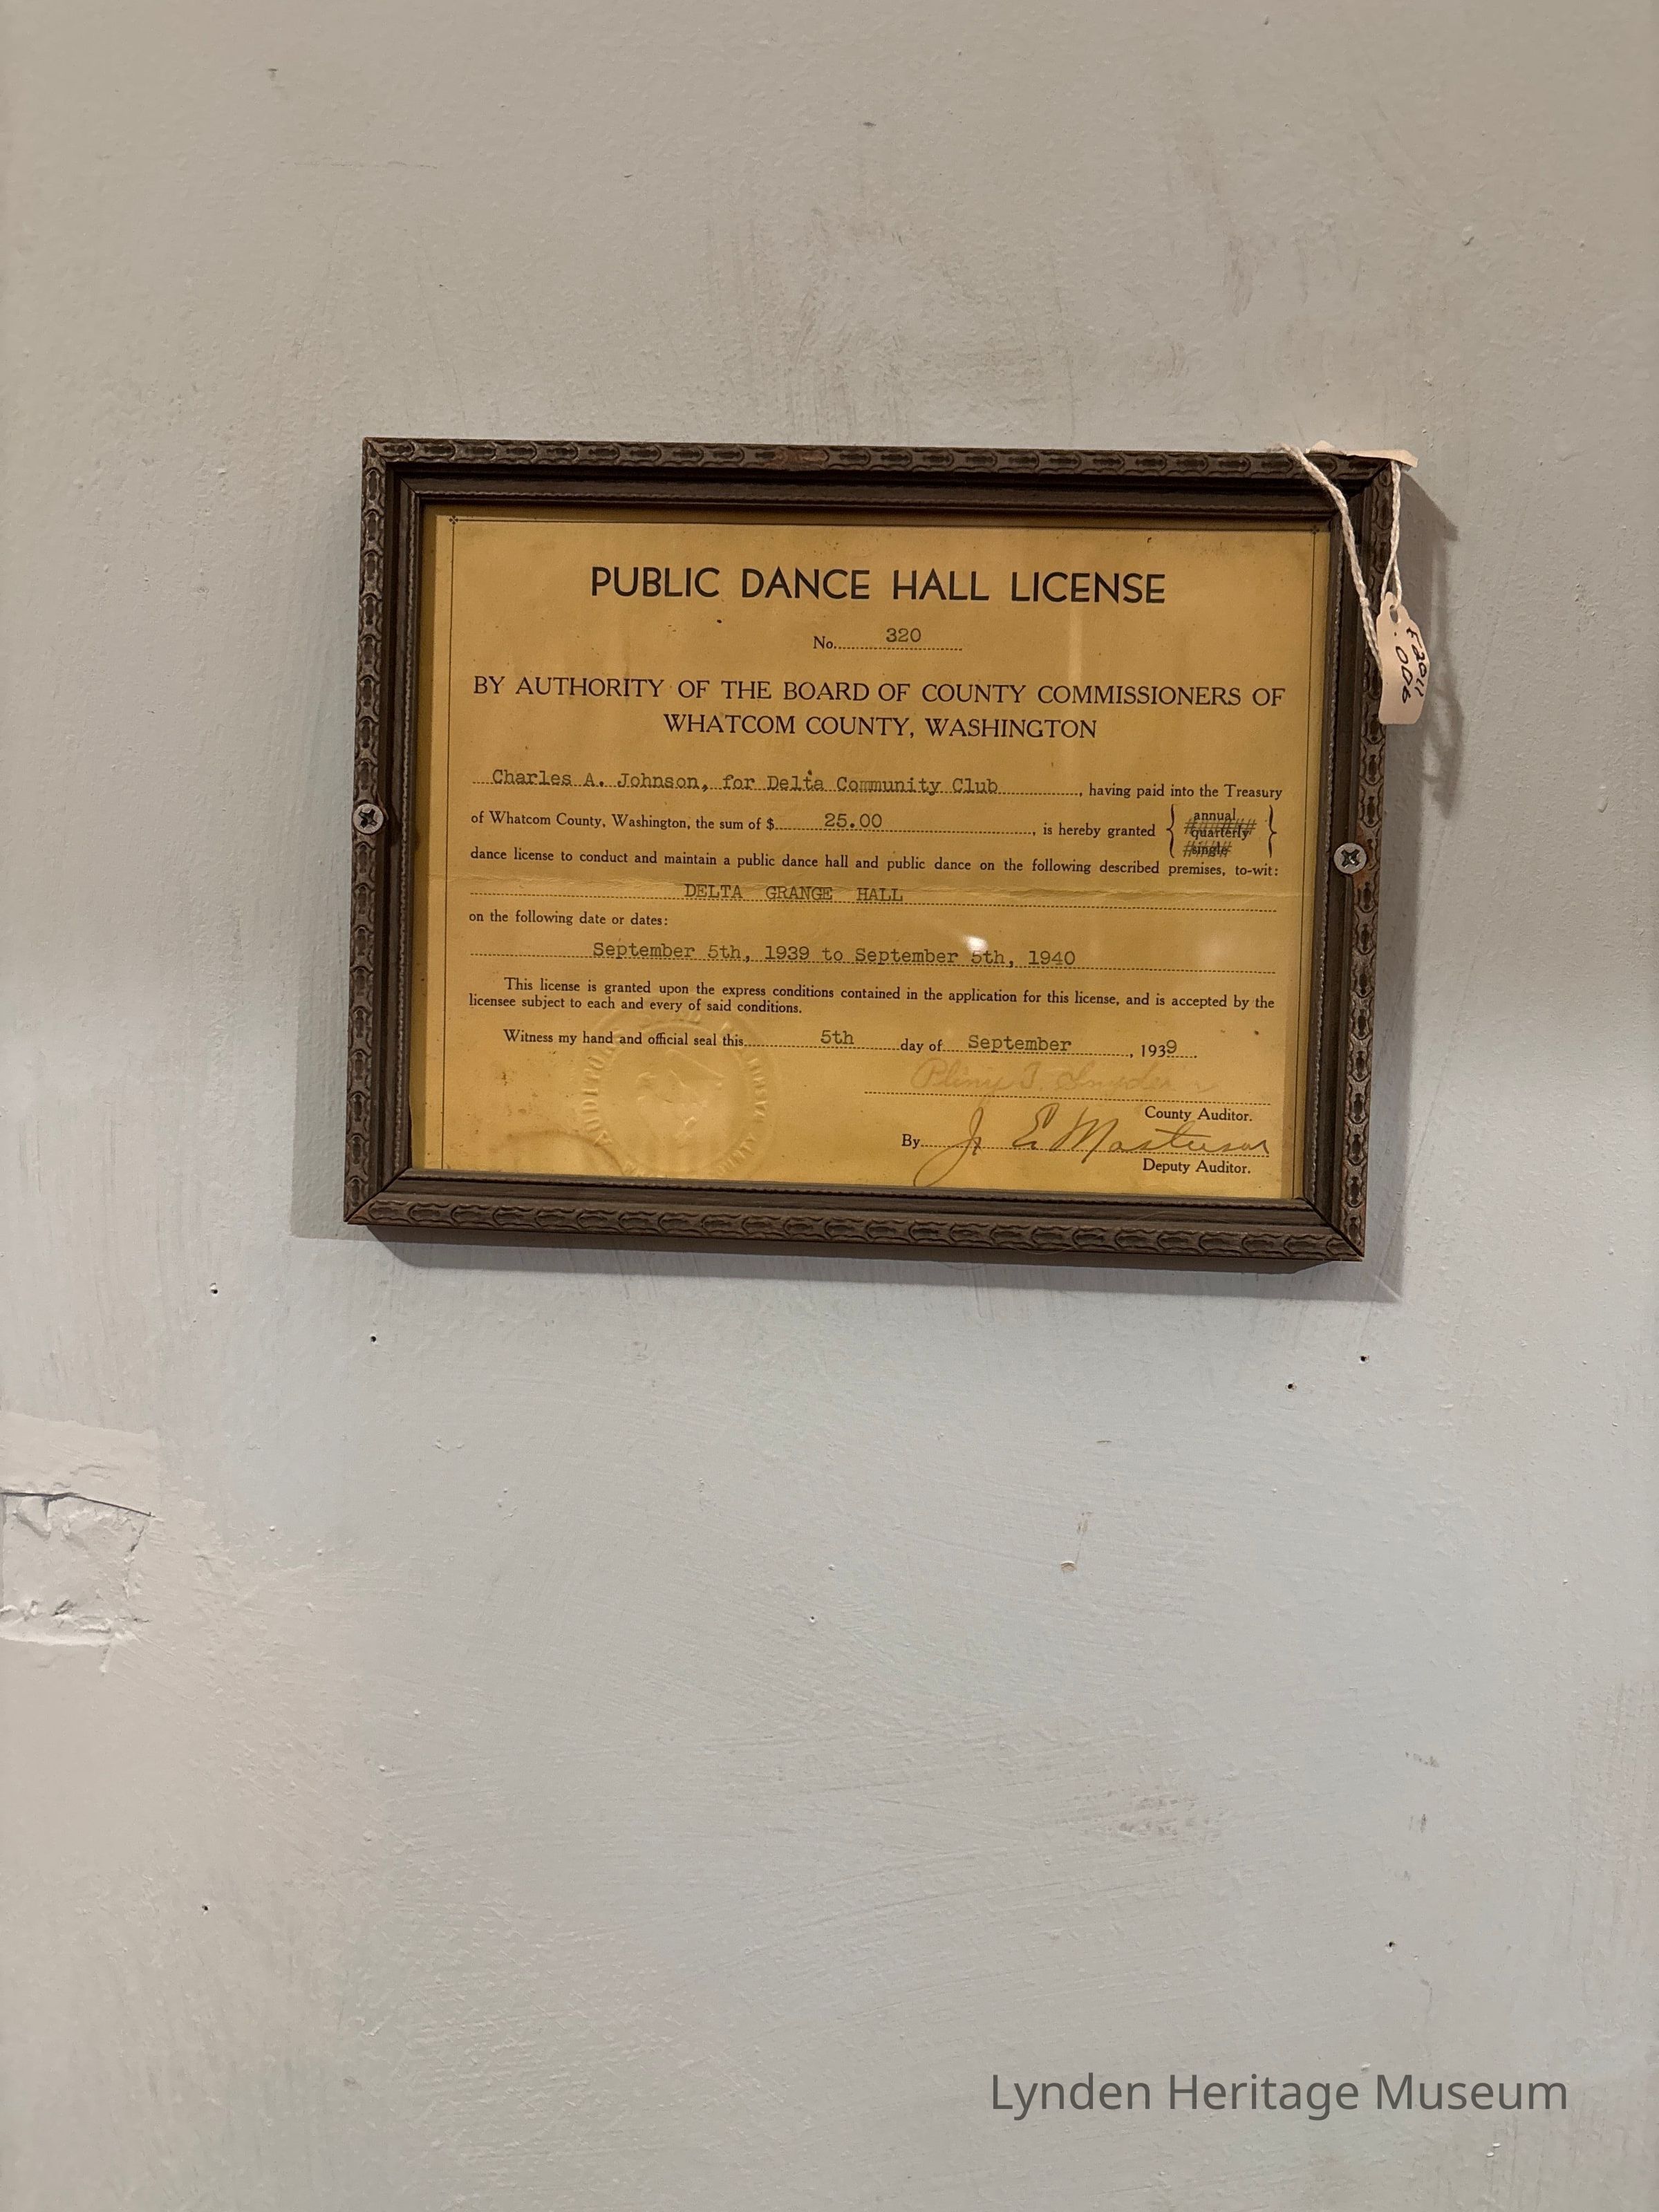 PUBLIC DANCE HALL LICENSE
No. 320
BY AUTHORITY OF THE BOARD OF COUNTY COMMISSIONERS OF
WHATCOM COUNTY, WASHINGTON
Charles A. Johnson, for Delta Community Club, having paid into the Treasury
of Whatcom County, Washington, the sum of $ 25.00, is hereby granted { annual
quarterly
single }
dance license to conduct and maintain a public dance hall and public dance on the following described premises, to-wit:
DELTA GRANGE HALL
on the following date or dates:
September 5th, 1939 to September 5th, 1940
This license is granted upon the express conditions contained in the application for this license, and is accepted by the
licensee subject to each and every of said conditions.
Witness my hand and official seal this 5th day of September, 1939.
Pliny T. Snyder
County Auditor.
By
Deputy Auditor.
Lynden Heritage Museum